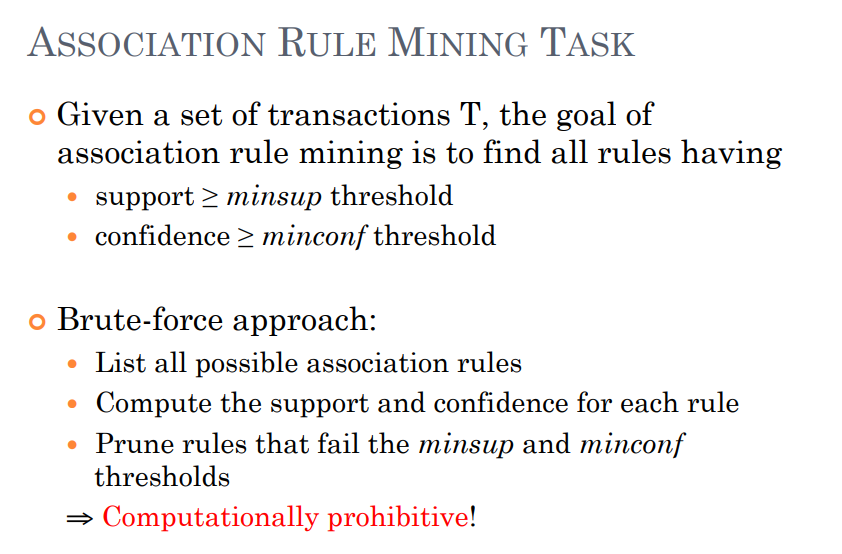 ASSOCIATION RULE MINING TASK
Given a set of transactions T, the goal of
association rule mining is to find all rules having
support ≥ minsup threshold
confidence ≥ minconf threshold
Brute-force approach:
List all possible association rules
Compute the support and confidence for each rule
Prune rules that fail the minsup and minconf
thresholds
⇒ Computationally prohibitive!